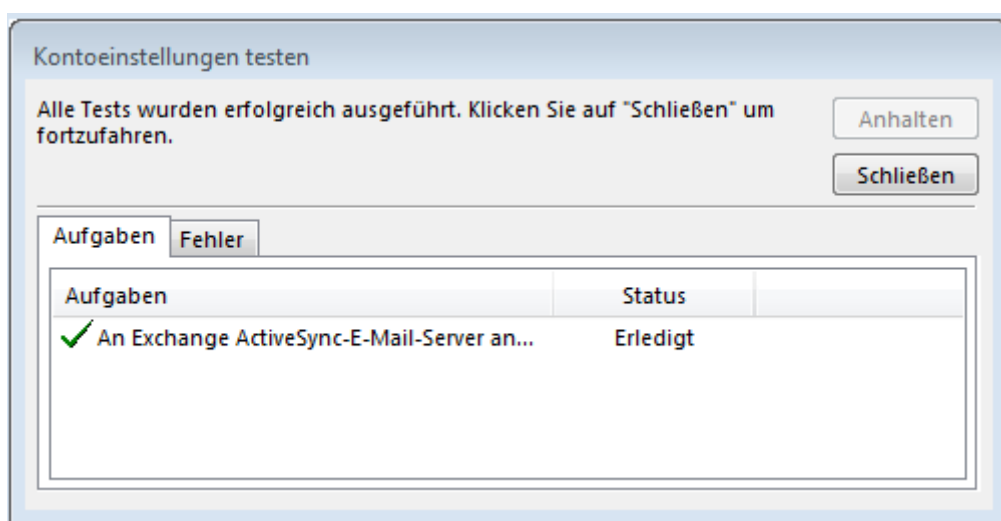 Kontoeinstellungen testen
Alle Tests wurden erfolgreich ausgeführt. Klicken Sie auf "Schließen" um
fortzufahren.
Anhalten
Schließen
Aufgaben Fehler
Aufgaben Status
An Exchange ActiveSync-E-Mail-Server an... Erledigt